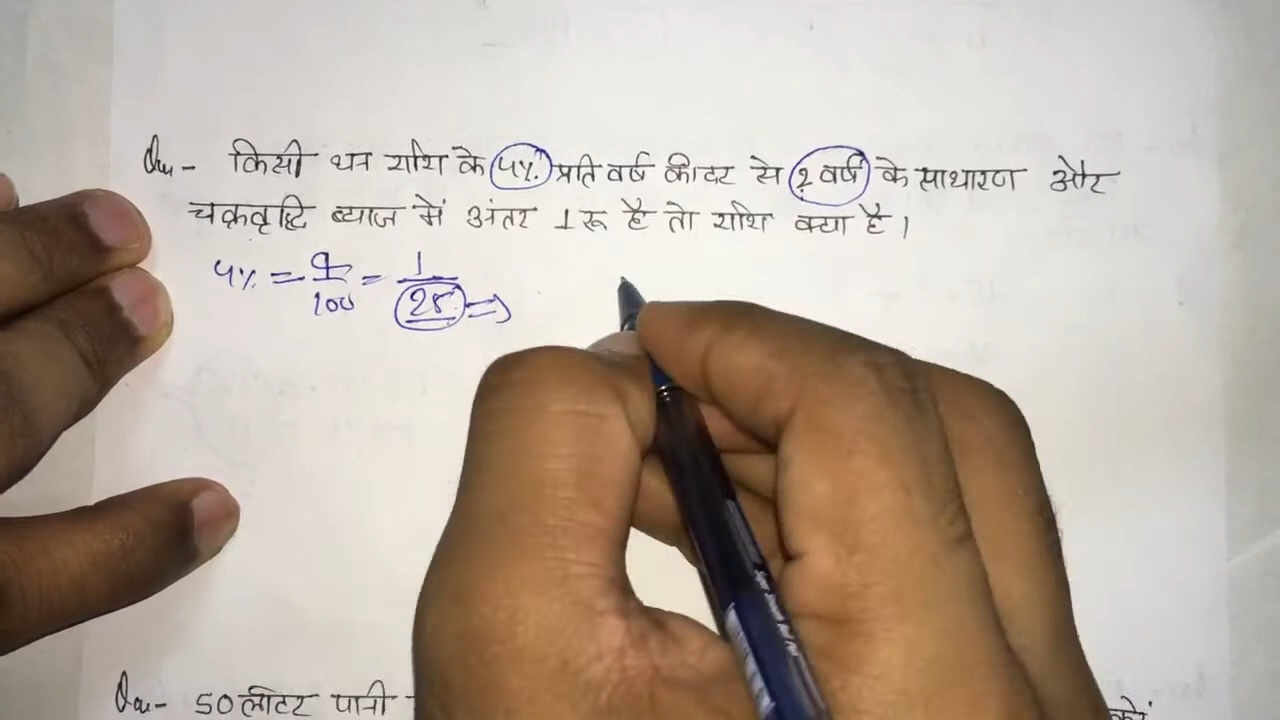 Qu- किसी धन राशि के 4% प्रति वर्ष की दर से 2 वर्ष के साधारण और
चक्रवृद्धि ब्याज में अंतर 1 रू है तो राशि क्या है।
4% = 4/100 = 1/25 ⇒
Qu- 50 लीटर पानी